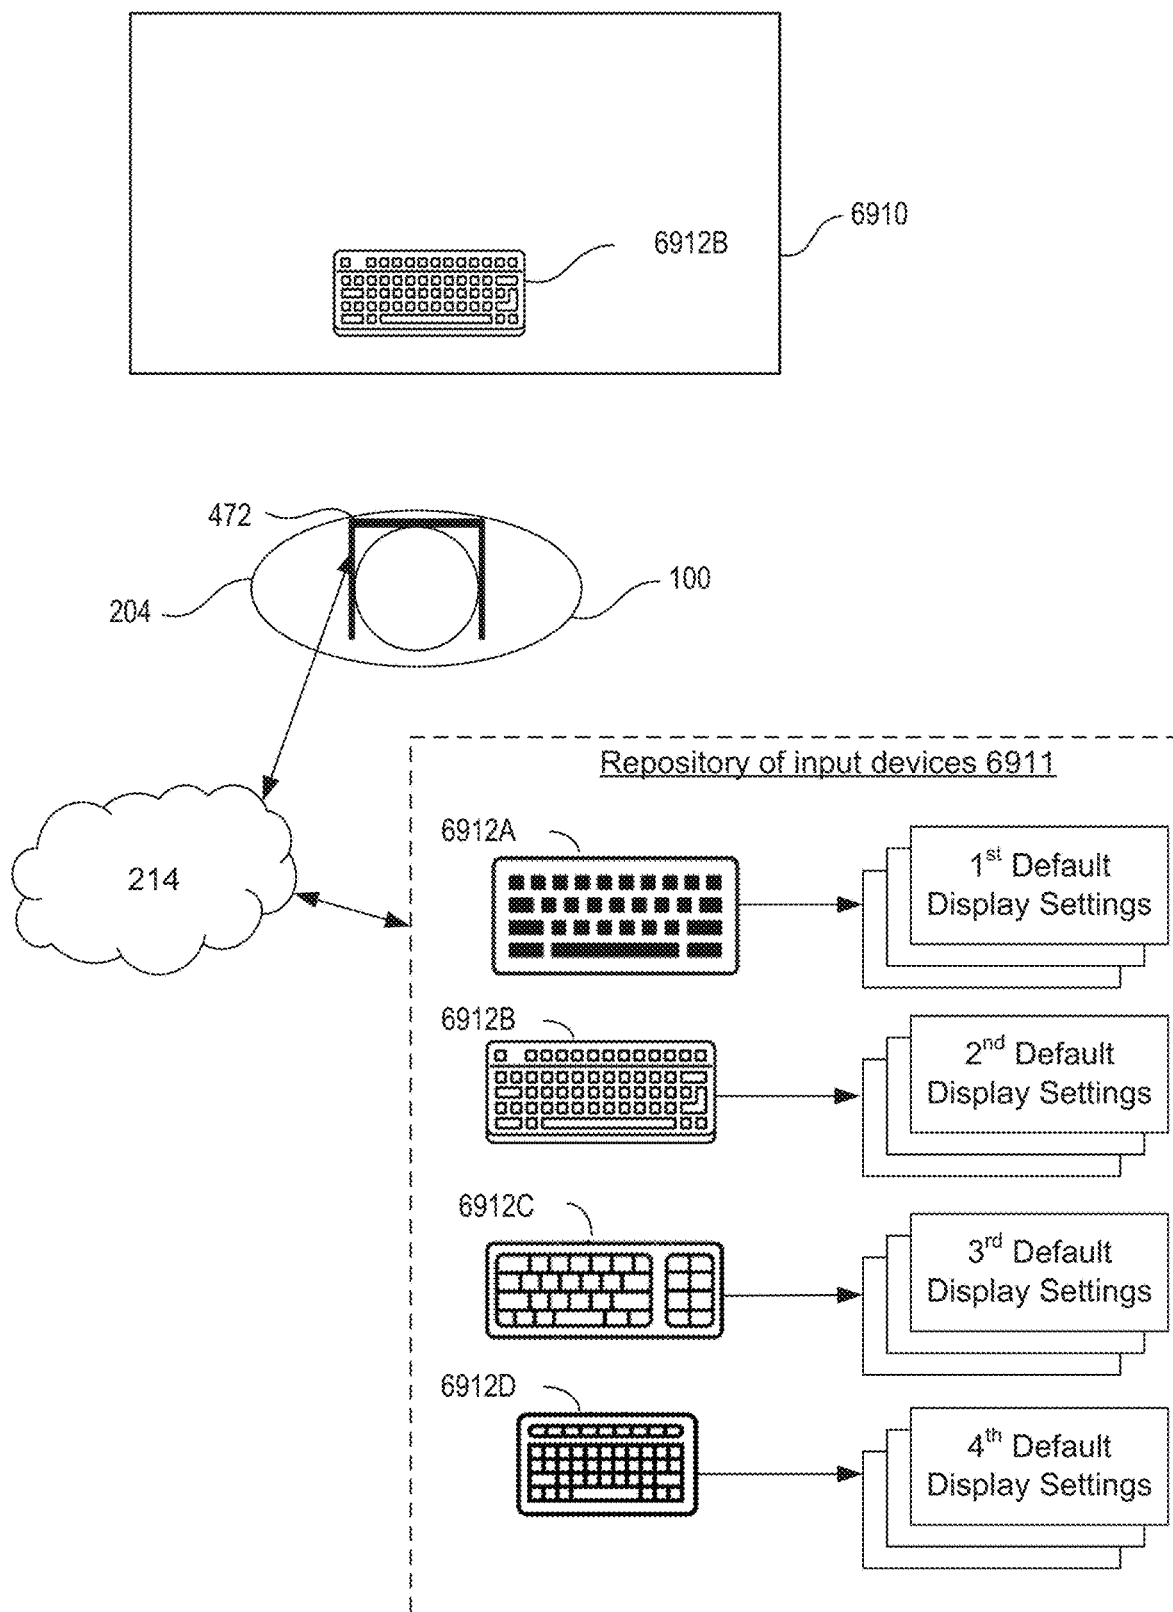 6910
6912B
472
100
204
Repository of input devices 6911
6912A
1st Default
Display Settings
214
6912B
2nd Default
Display Settings
6912C
3rd Default
Display Settings
6912D
4th Default
Display Settings